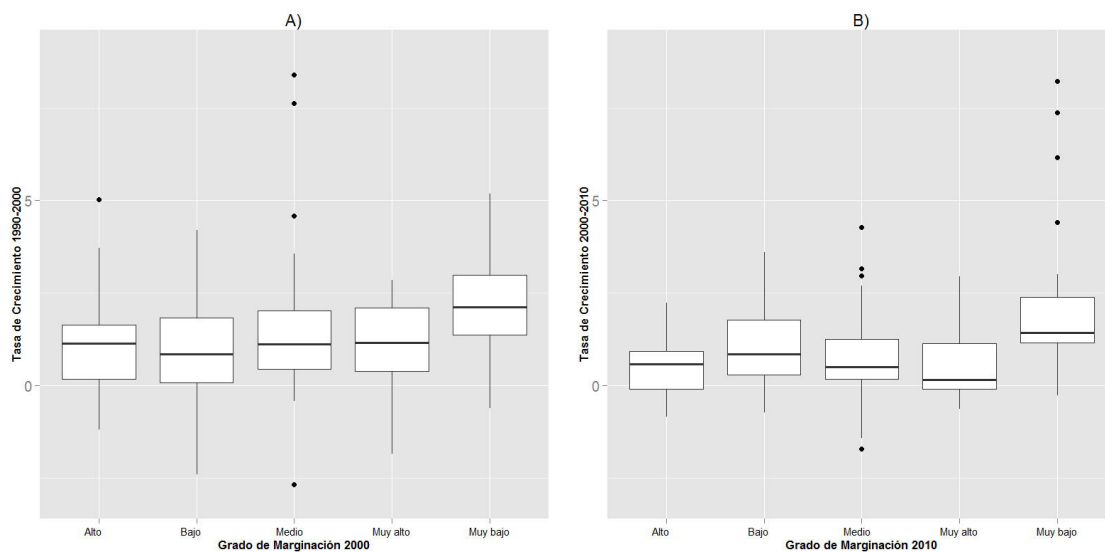 A)
Tasa de Crecimiento 1990-2000
5
0
Alto Bajo Medio Muy alto Muy bajo
Grado de Marginación 2000
B)
Tasa de Crecimiento 2000-2010
5
0
Alto Bajo Medio Muy alto Muy bajo
Grado de Marginación 2010